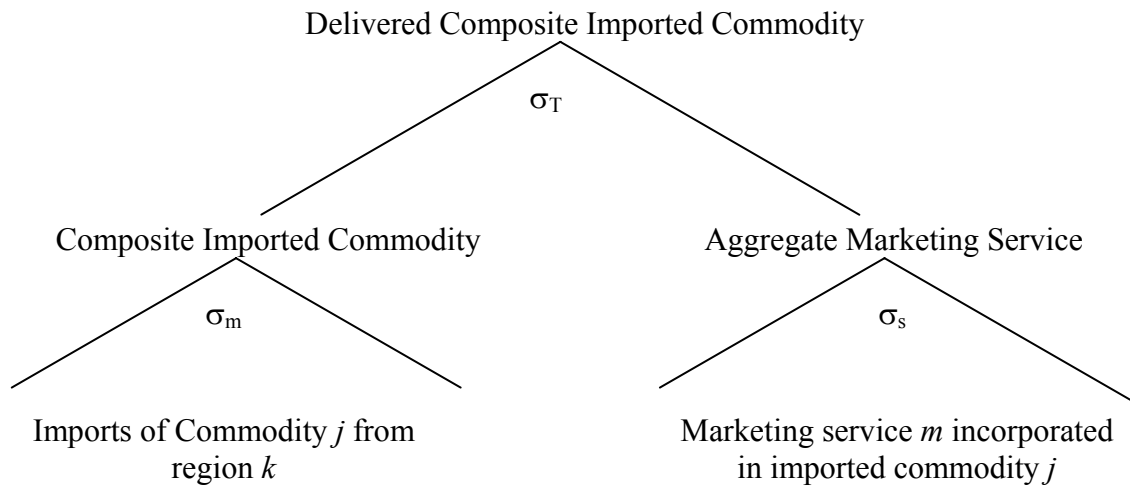 Delivered Composite Imported Commodity
σT
Composite Imported Commodity
Aggregate Marketing Service
σm
σs
Imports of Commodity j from
region k
Marketing service m incorporated
in imported commodity j